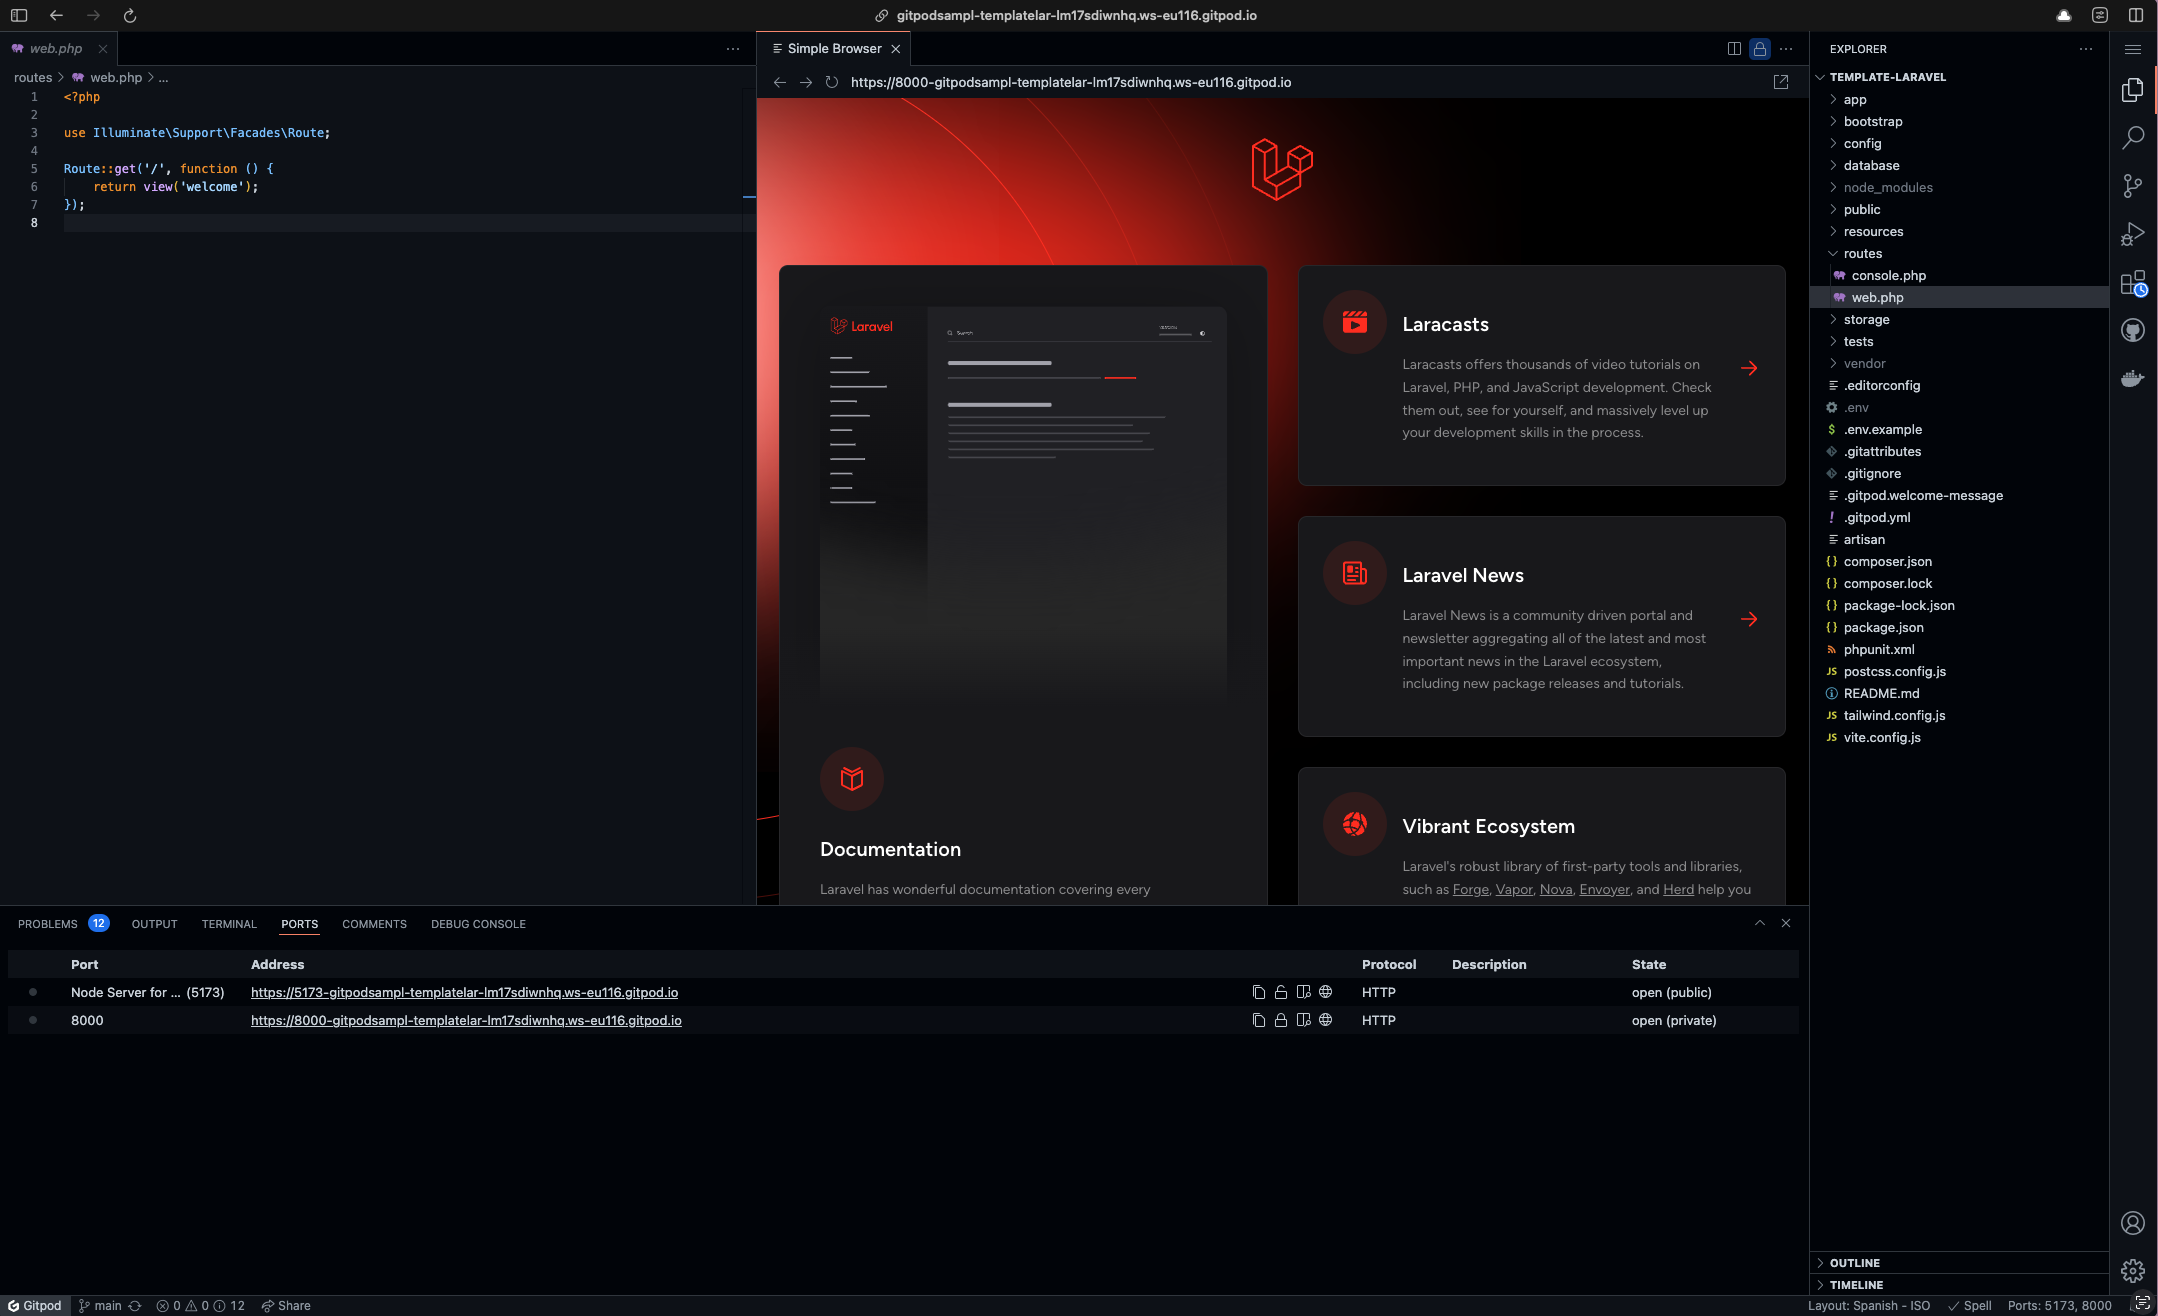 gitpodsampl-templatelar-lm17sdiwnhq.ws-eu116.gitpod.io
web.php
routes > web.php > ...
1 <?php
2
3 use Illuminate\Support\Facades\Route;
4
5 Route::get('/', function () {
6 return view('welcome');
7 });
8
Simple Browser
https://8000-gitpodsampl-templatelar-lm17sdiwnhq.ws-eu116.gitpod.io
Laravel
Search
Documentation
Laravel has wonderful documentation covering every
Laracasts
Laracasts offers thousands of video tutorials on
Laravel, PHP, and JavaScript development. Check
them out, see for yourself, and massively level up
your development skills in the process.
Laravel News
Laravel News is a community driven portal and
newsletter aggregating all of the latest and most
important news in the Laravel ecosystem,
including new package releases and tutorials.
Vibrant Ecosystem
Laravel's robust library of first-party tools and libraries,
such as Forge, Vapor, Nova, Envoyer, and Herd help you
EXPLORER
TEMPLATE-LARAVEL
app
bootstrap
config
database
node_modules
public
resources
routes
console.php
web.php
storage
tests
vendor
.editorconfig
.env
.env.example
.gitattributes
.gitignore
.gitpod.welcome-message
.gitpod.yml
artisan
composer.json
composer.lock
package-lock.json
package.json
phpunit.xml
postcss.config.js
README.md
tailwind.config.js
vite.config.js
OUTLINE
TIMELINE
PROBLEMS 12 OUTPUT TERMINAL PORTS COMMENTS DEBUG CONSOLE
Port Address Protocol Description State
Node Server for ... (5173) https://5173-gitpodsampl-templatelar-lm17sdiwnhq.ws-eu116.gitpod.io HTTP open (public)
8000 https://8000-gitpodsampl-templatelar-lm17sdiwnhq.ws-eu116.gitpod.io HTTP open (private)
Gitpod main 0 0 12 Share Layout: Spanish - ISO Spell Ports: 5173, 8000